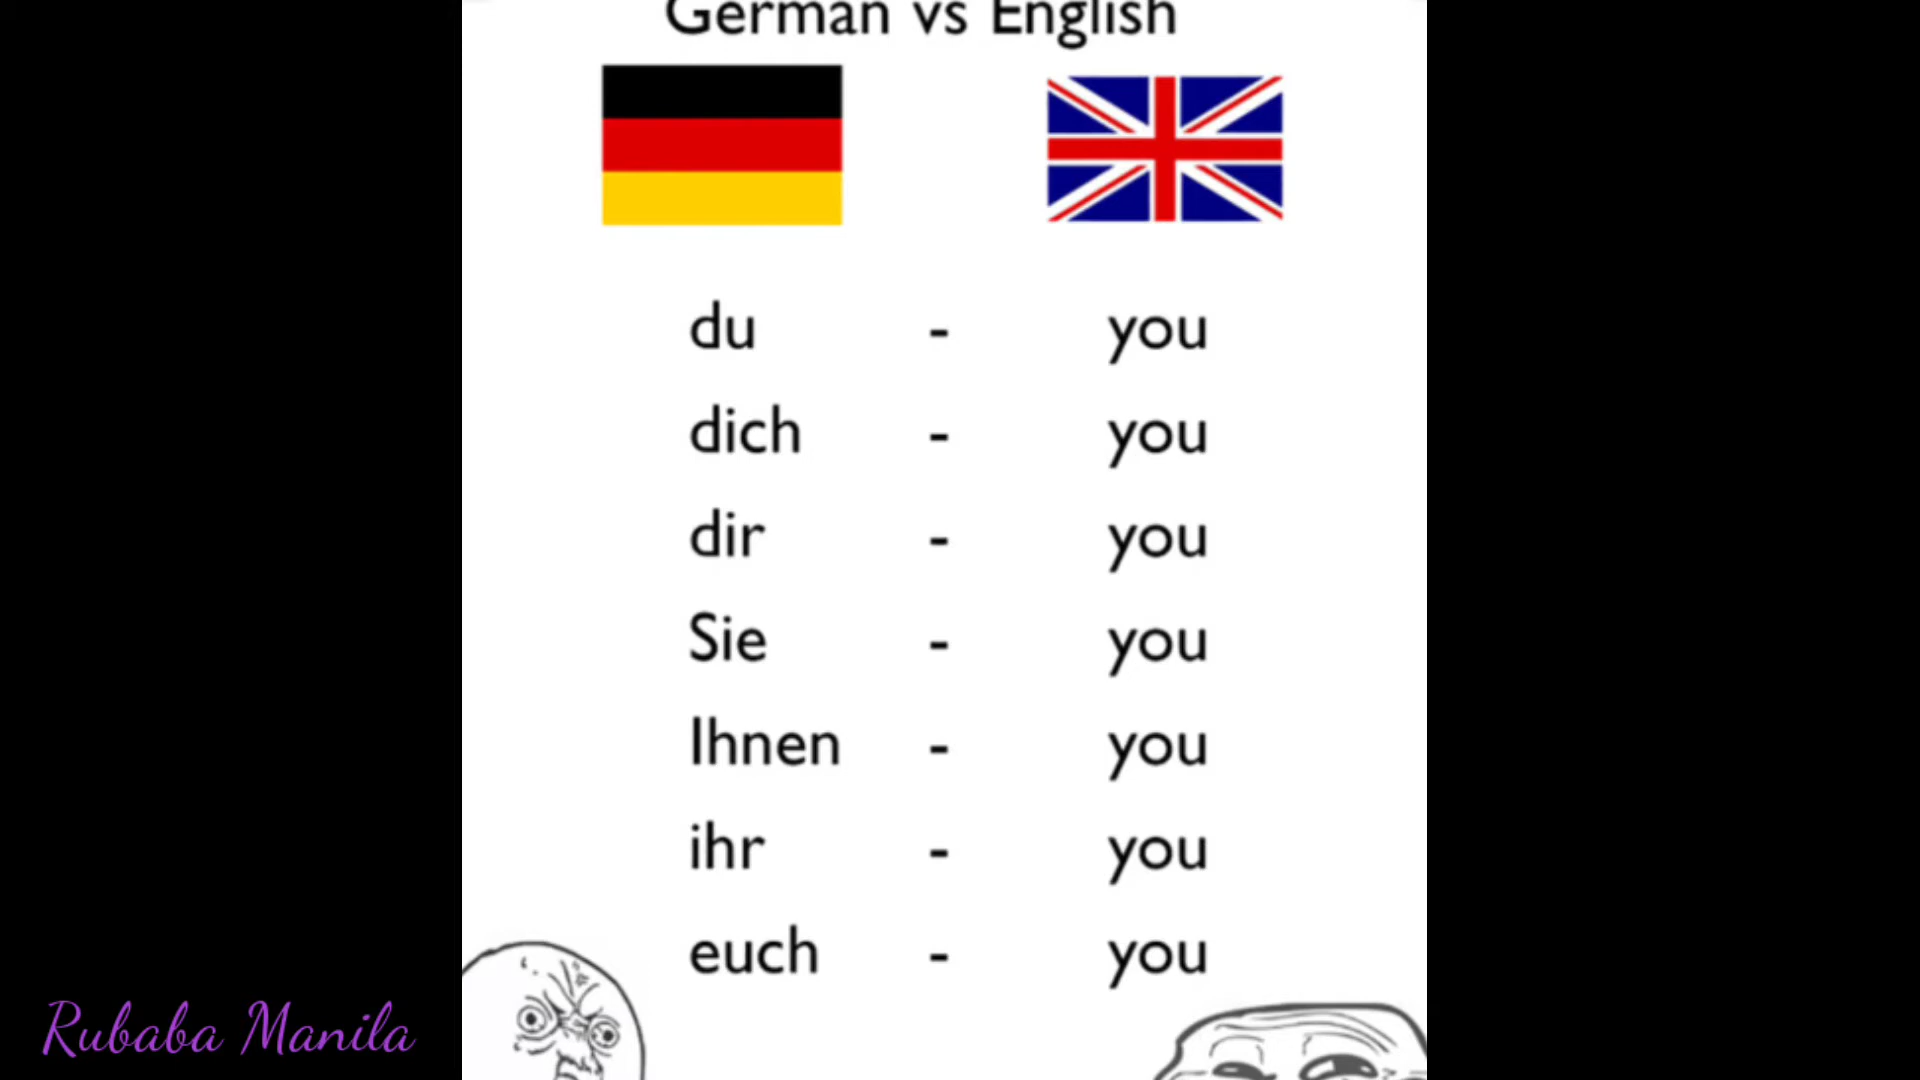 German vs English
du - you
dich - you
dir - you
Sie - you
Ihnen - you
ihr - you
euch - you
Rubaba Manila